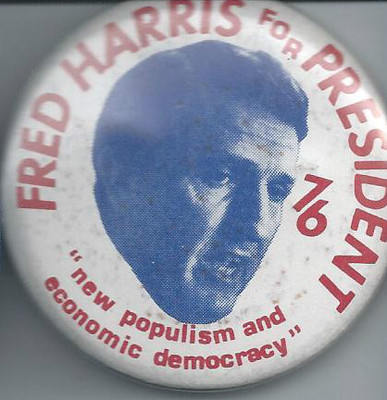 FRED HARRIS FOR PRESIDENT
76
"new populism and
economic democracy"